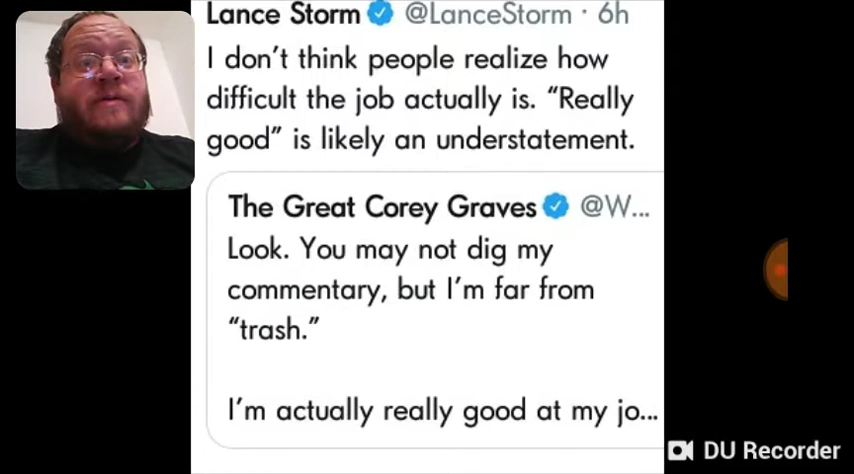 Lance Storm @LanceStorm · 6h
I don’t think people realize how
difficult the job actually is. “Really
good” is likely an understatement.
The Great Corey Graves @W...
Look. You may not dig my
commentary, but I’m far from
“trash.”
I’m actually really good at my jo...
DU Recorder